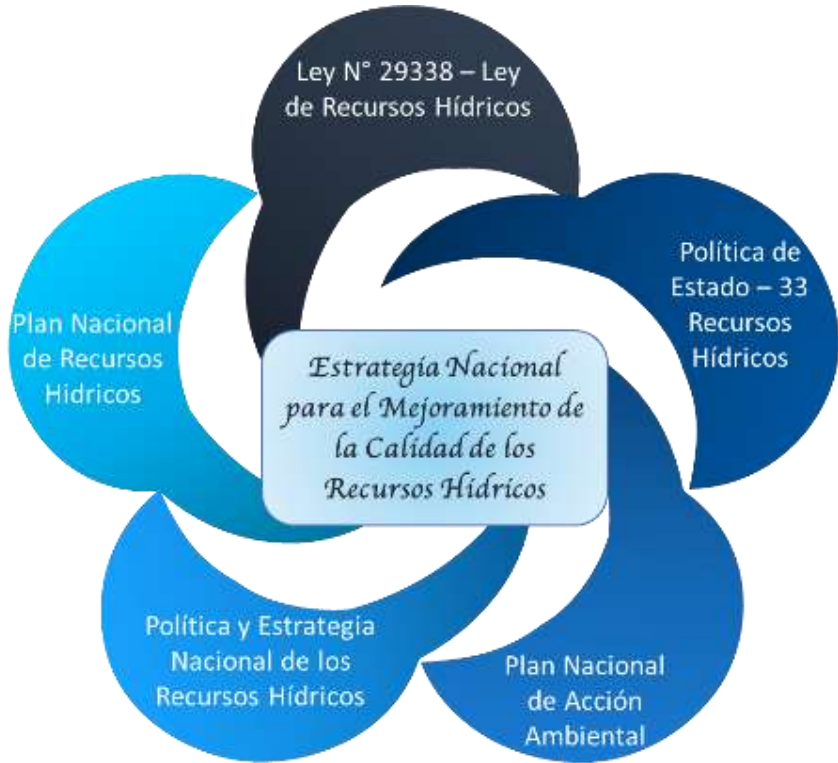 Ley N° 29338 – Ley
de Recursos Hídricos
Política de
Estado – 33
Recursos
Hídricos
Plan Nacional
de Recursos
Hidricos
Estrategia Nacional
para el Mejoramiento de
la Calidad de los
Recursos Hídricos
Política y Estrategia
Nacional de los
Recursos Hídricos
Plan Nacional
de Acción
Ambiental